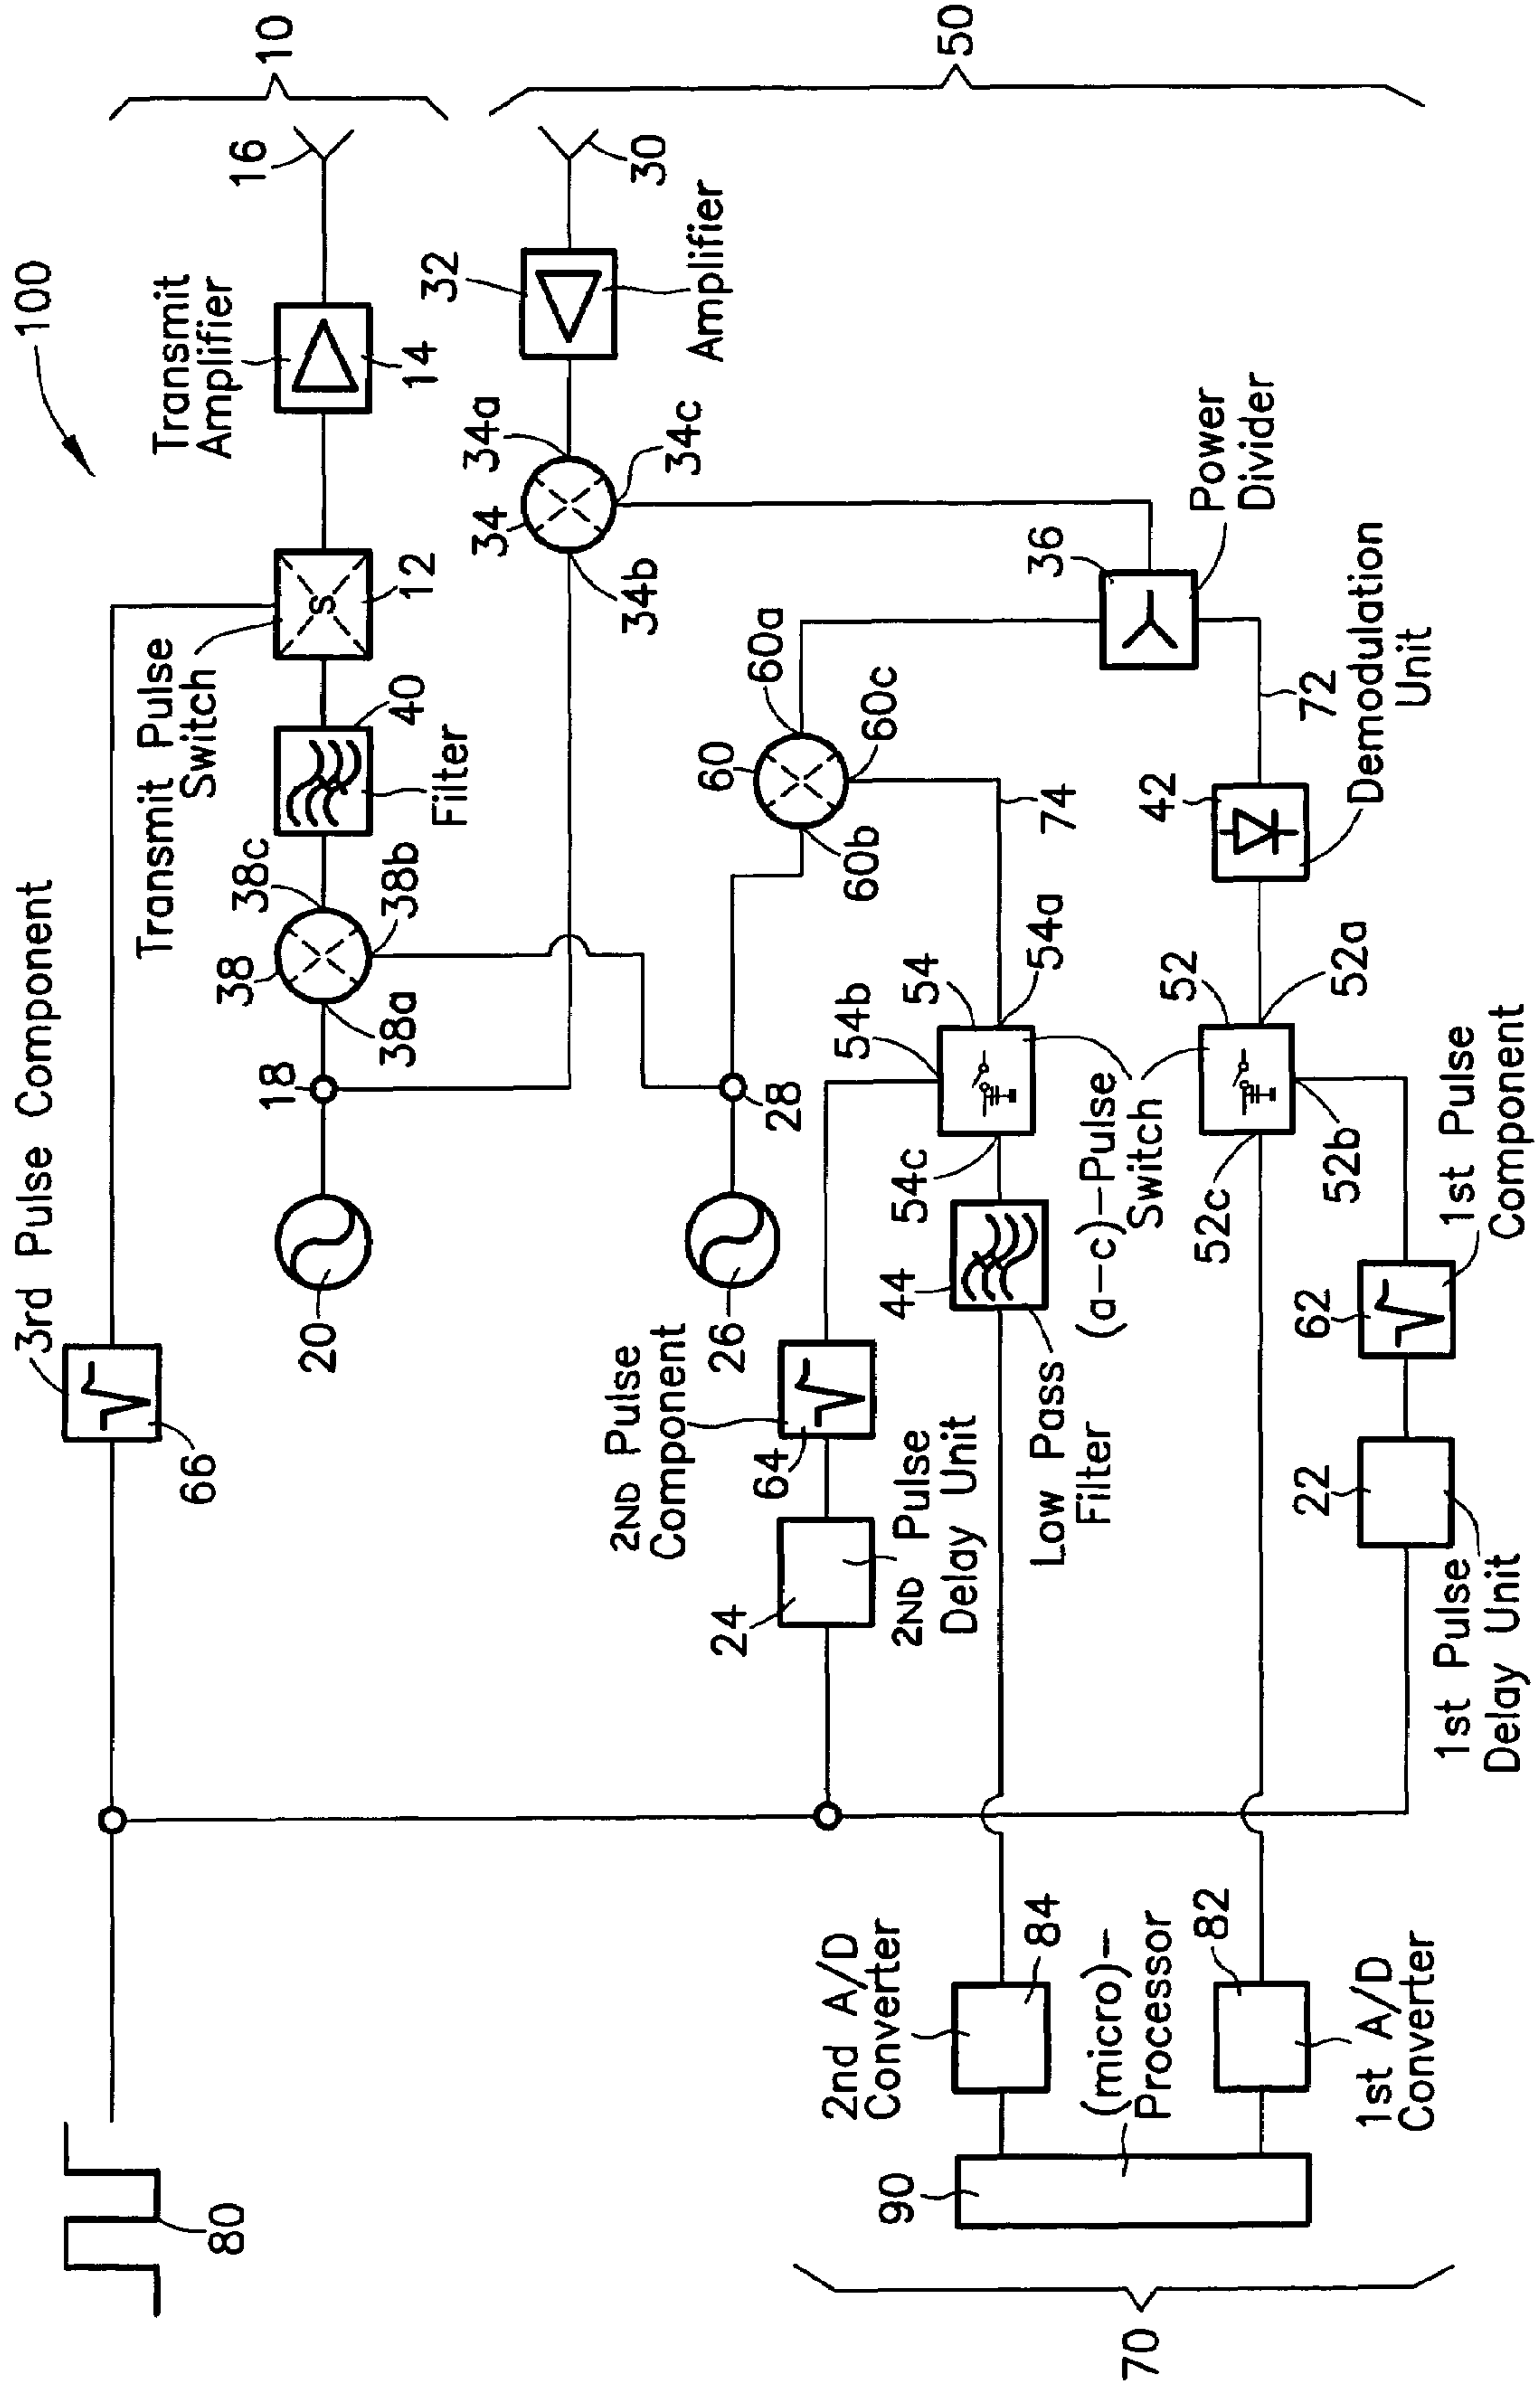 100
10
50
3rd Pulse Component
66
Transmit Pulse
Switch
12
Transmit
Amplifier
14
16
38
38a
38b
38c
40
Filter
18
20
34
34a
34b
34c
32
Amplifier
30
60
60a
60b
60c
36
Power
Divider
72
74
42
Demodulation
Unit
28
26
2ND Pulse
Component
64
24
2ND Pulse
Delay Unit
54
54a
54b
54c
44
Low Pass
Filter
(a-c)-Pulse
Switch
52
52a
52b
52c
62
1st Pulse
Component
22
1st Pulse
Delay Unit
80
2nd A/D
Converter
84
(micro)-
Processor
82
1st A/D
Converter
90
70
S